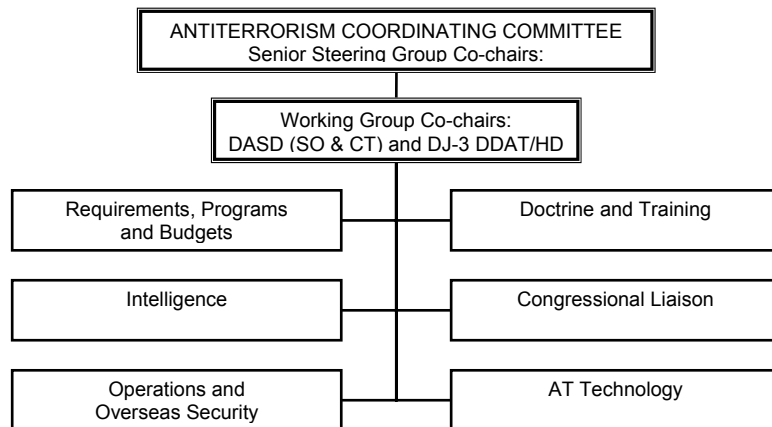 ANTITERRORISM COORDINATING COMMITTEE
Senior Steering Group Co-chairs:
Working Group Co-chairs:
DASD (SO & CT) and DJ-3 DDAT/HD
Requirements, Programs
and Budgets
Doctrine and Training
Intelligence
Congressional Liaison
Operations and
Overseas Security
AT Technology